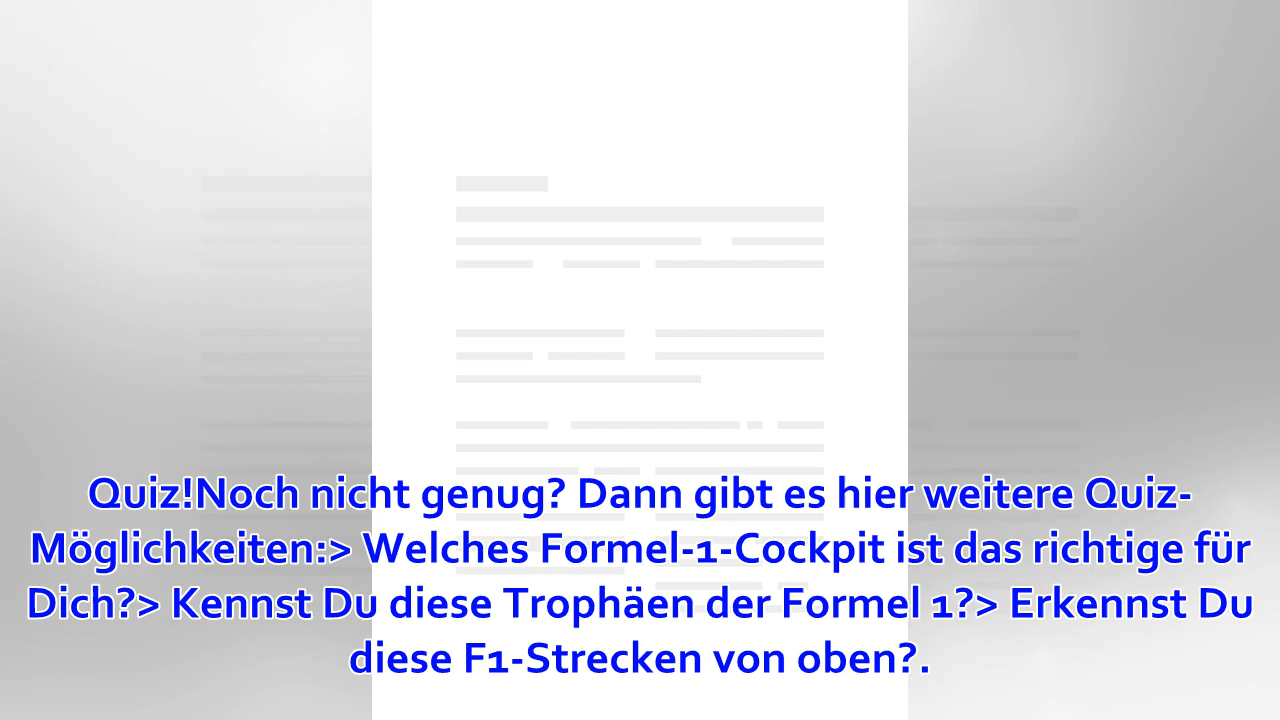 Quiz!Noch nicht genug? Dann gibt es hier weitere Quiz-
Möglichkeiten:> Welches Formel-1-Cockpit ist das richtige für
Dich?> Kennst Du diese Trophäen der Formel 1?> Erkennst Du
diese F1-Strecken von oben?.